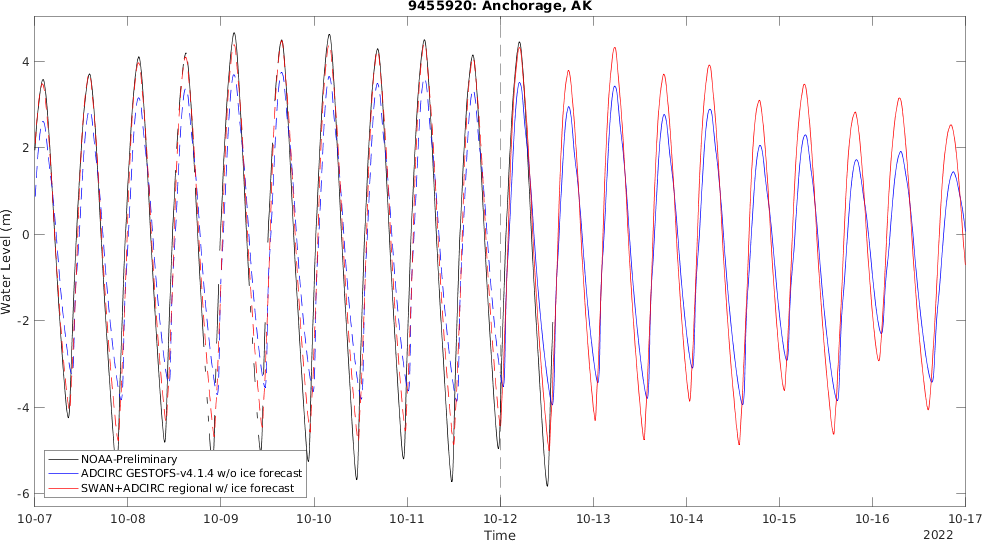 9455920: Anchorage, AK
Water Level (m)
4
2
0
-2
-4
-6
NOAA-Preliminary
ADCIRC GESTOFS-v4.1.4 w/o ice forecast
SWAN+ADCIRC regional w/ ice forecast
10-07 10-08 10-09 10-10 10-11 10-12 10-13 10-14 10-15 10-16 10-17
Time
2022